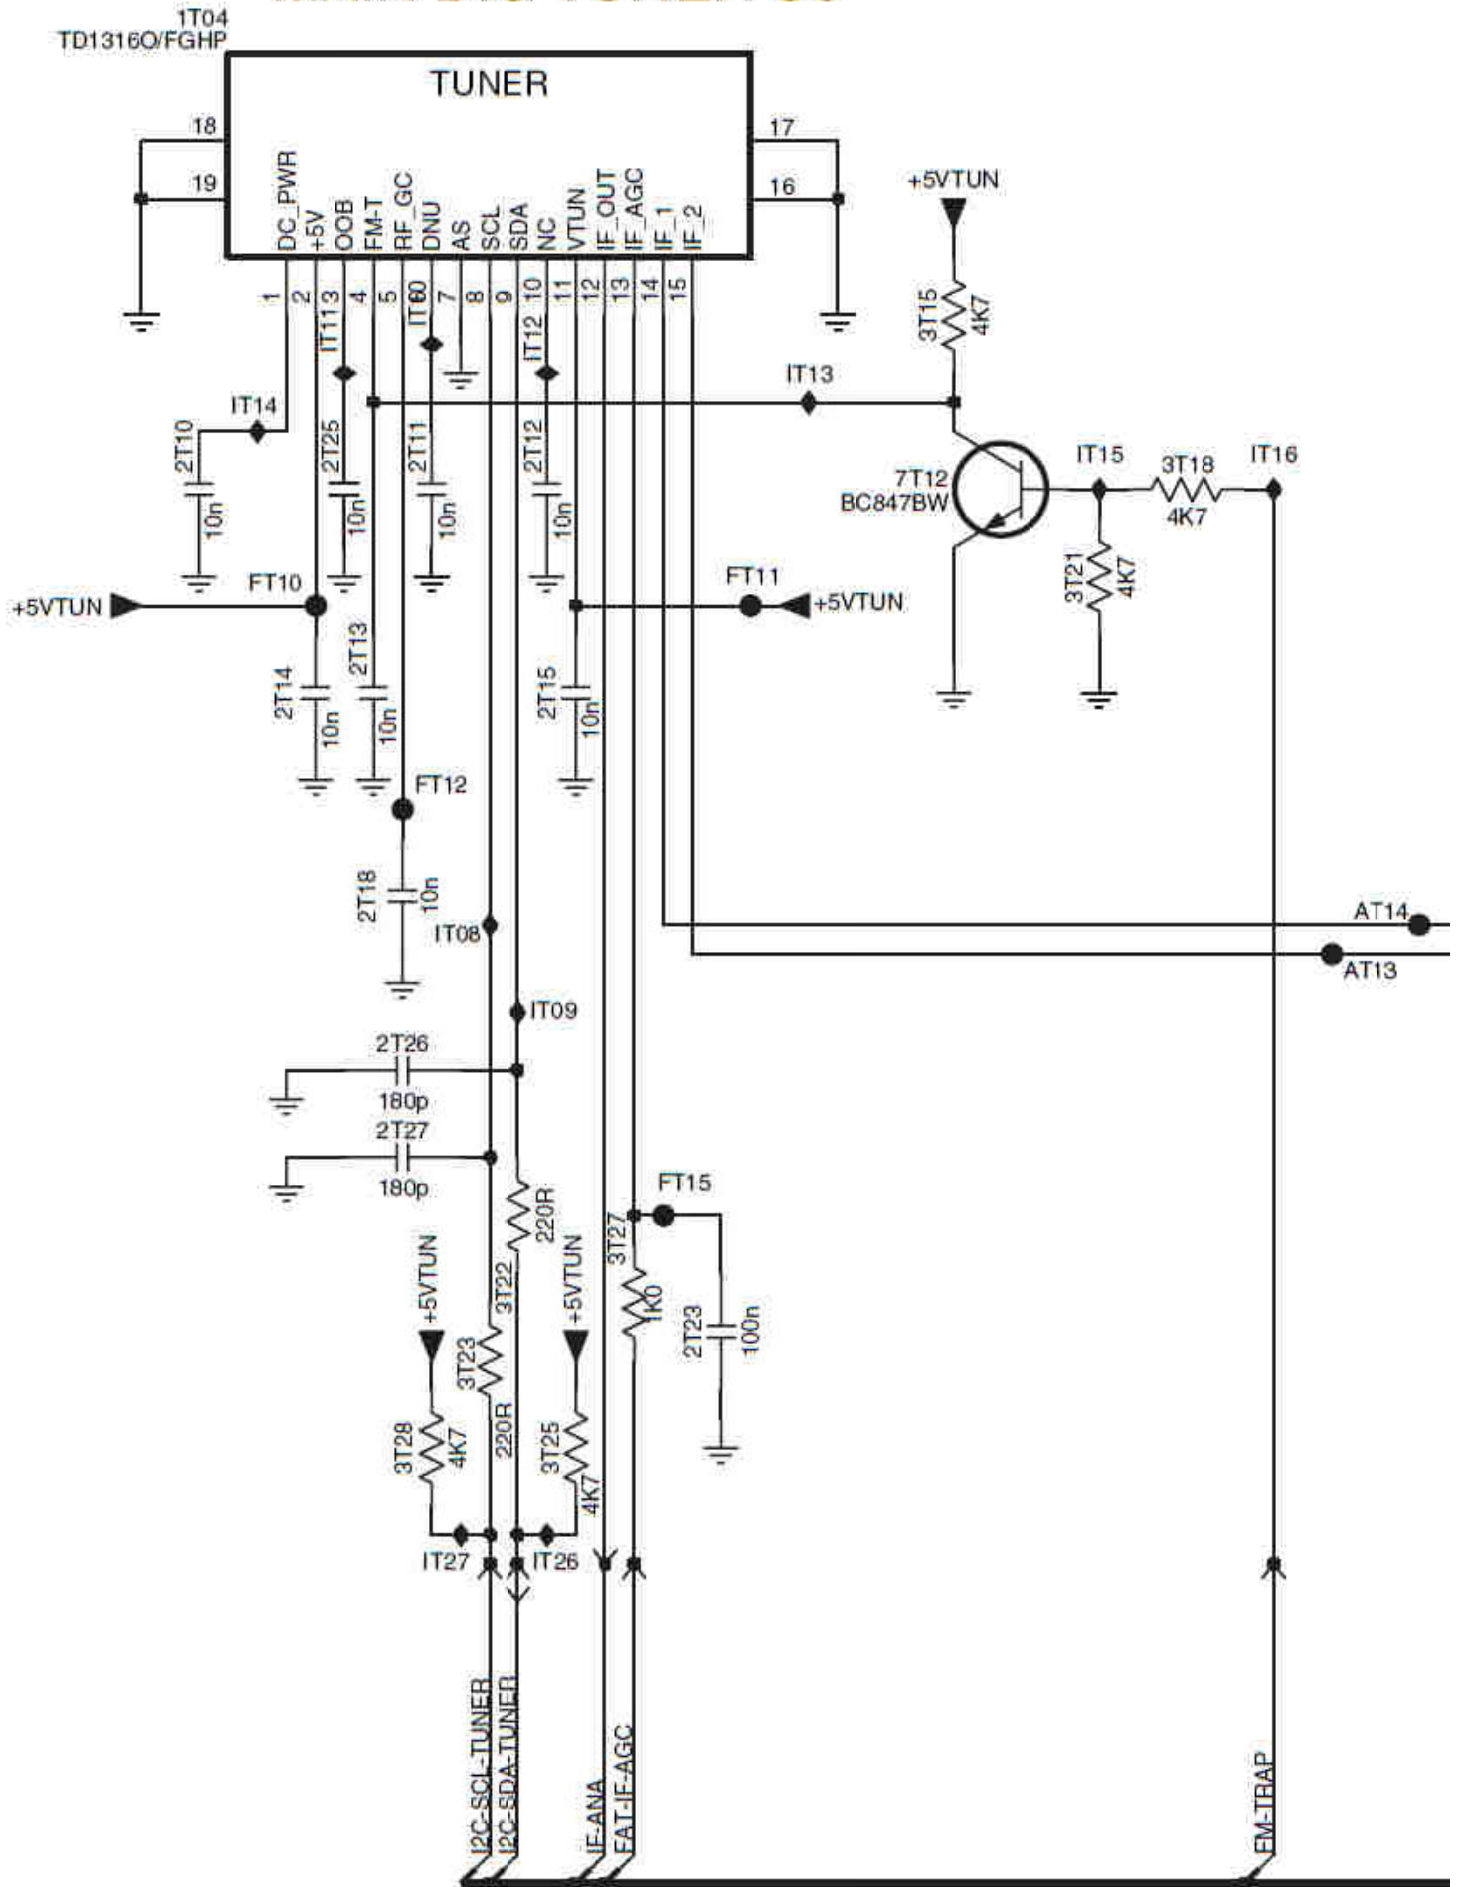 1T04
TD1316O/FGHP
TUNER
18
17
19
16
DC_PWR
+5V
OOB
FM-T
RF_GC
DNU
AS
SCL
SDA
NC
VTUN
IF_OUT
IF_AGC
IF_1
IF_2
1
2
3
4
5
7
8
9
10
11
12
13
14
15
+5VTUN
3T15
4K7
IT11
IT12
IT13
IT14
2T10
10n
2T25
10n
2T11
10n
2T12
10n
7T12
BC847BW
IT15
3T18
4K7
IT16
3T21
4K7
+5VTUN
FT10
FT11
+5VTUN
2T14
10n
2T13
10n
2T15
10n
FT12
2T18
10n
IT08
AT14
AT13
IT09
2T26
180p
2T27
180p
220R
3T22
FT15
3T27
1K0
2T23
100n
+5VTUN
+5VTUN
3T23
220R
3T28
4K7
3T25
4K7
IT27
IT26
I2C-SCL-TUNER
I2C-SDA-TUNER
IF-ANA
FAT-IF-AGC
FM-TRAP